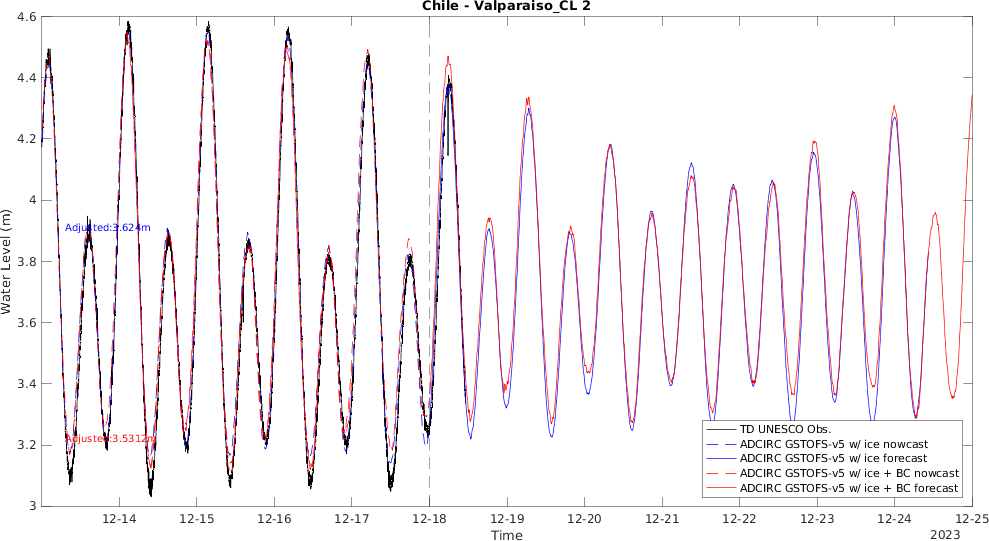 Chile - Valparaiso_CL 2
4.6
4.4
4.2
4
3.8
3.6
3.4
3.2
3
Water Level (m)
Adjusted:3.624m
Adjusted:3.5312m
TD UNESCO Obs.
ADCIRC GSTOFS-v5 w/ ice nowcast
ADCIRC GSTOFS-v5 w/ ice forecast
ADCIRC GSTOFS-v5 w/ ice + BC nowcast
ADCIRC GSTOFS-v5 w/ ice + BC forecast
12-14 12-15 12-16 12-17 12-18 12-19 12-20 12-21 12-22 12-23 12-24 12-25
Time
2023